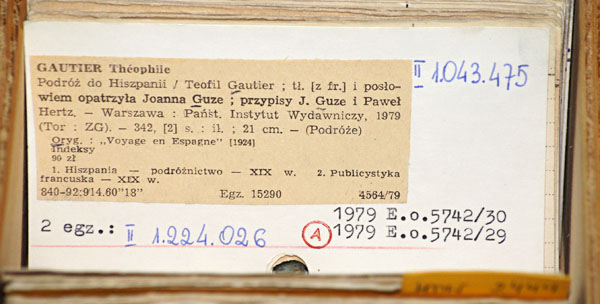 GAUTIER Théophile
Podróż do Hiszpanii / Teofil Gautier ; tł. [z fr.] i posło-
wiem opatrzyła Joanna Guze ; przypisy J. Guze i Paweł
Hertz. — Warszawa : Państ. Instytut Wydawniczy, 1979
(Tor : ZG). — 342, [2] s. : il. ; 21 cm. — (Podróże)
Oryg. : „Voyage en Espagne" [1924]
Indeksy
90 zł
1. Hiszpania — podróżnictwo — XIX w. 2. Publicystyka
francuska — XIX w.
840-92:914.60"18" Egz. 15290 4564/79
II 1.043.475
2 egz.: II 1.224.026
A 1979 E.o.5742/30
1979 E.o.5742/29